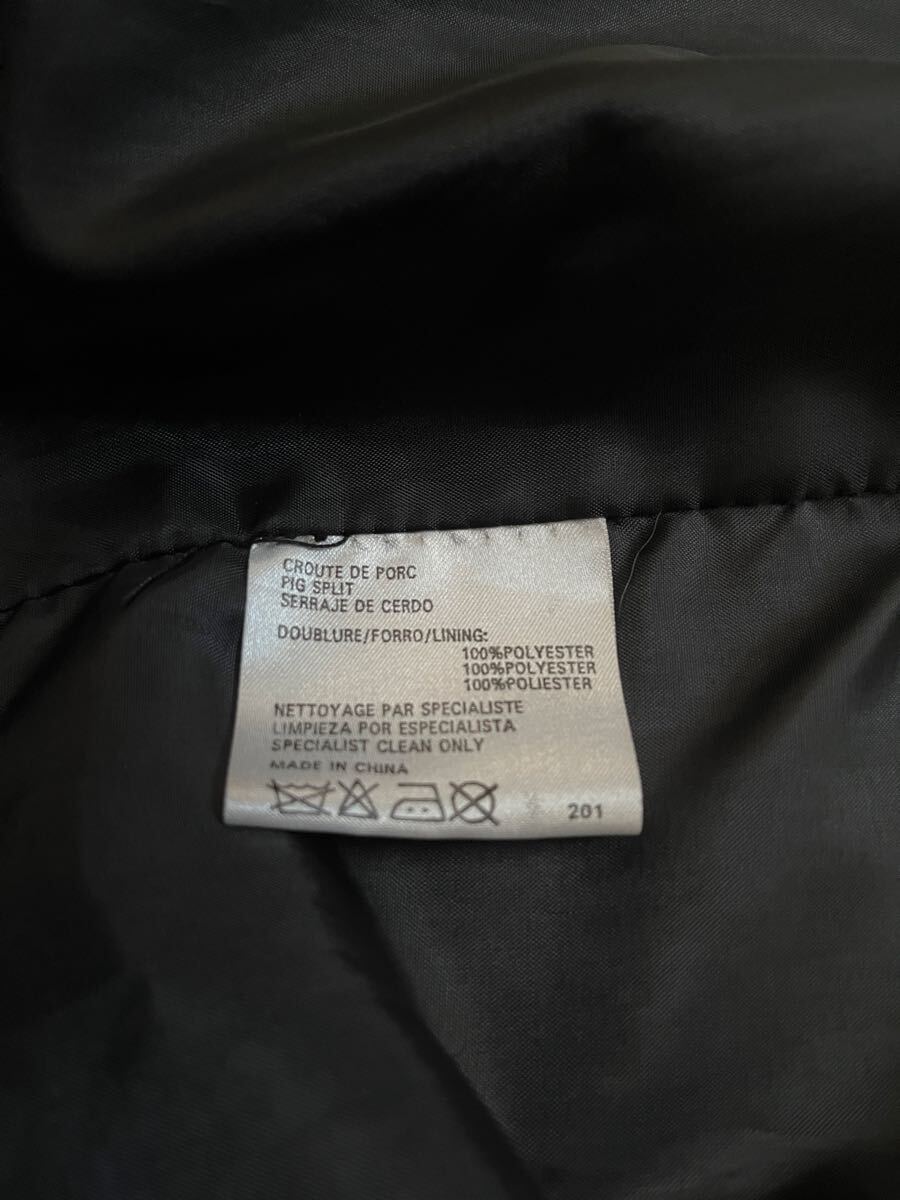 CROUTE DE PORC
PIG SPLIT
SERRAJE DE CERDO
DOUBLURE/FORRO/LINING:
100%POLYESTER
100%POLYESTER
100%POLIESTER
NETTOYAGE PAR SPECIALISTE
LIMPIEZA POR ESPECIALISTA
SPECIALIST CLEAN ONLY
MADE IN CHINA
201